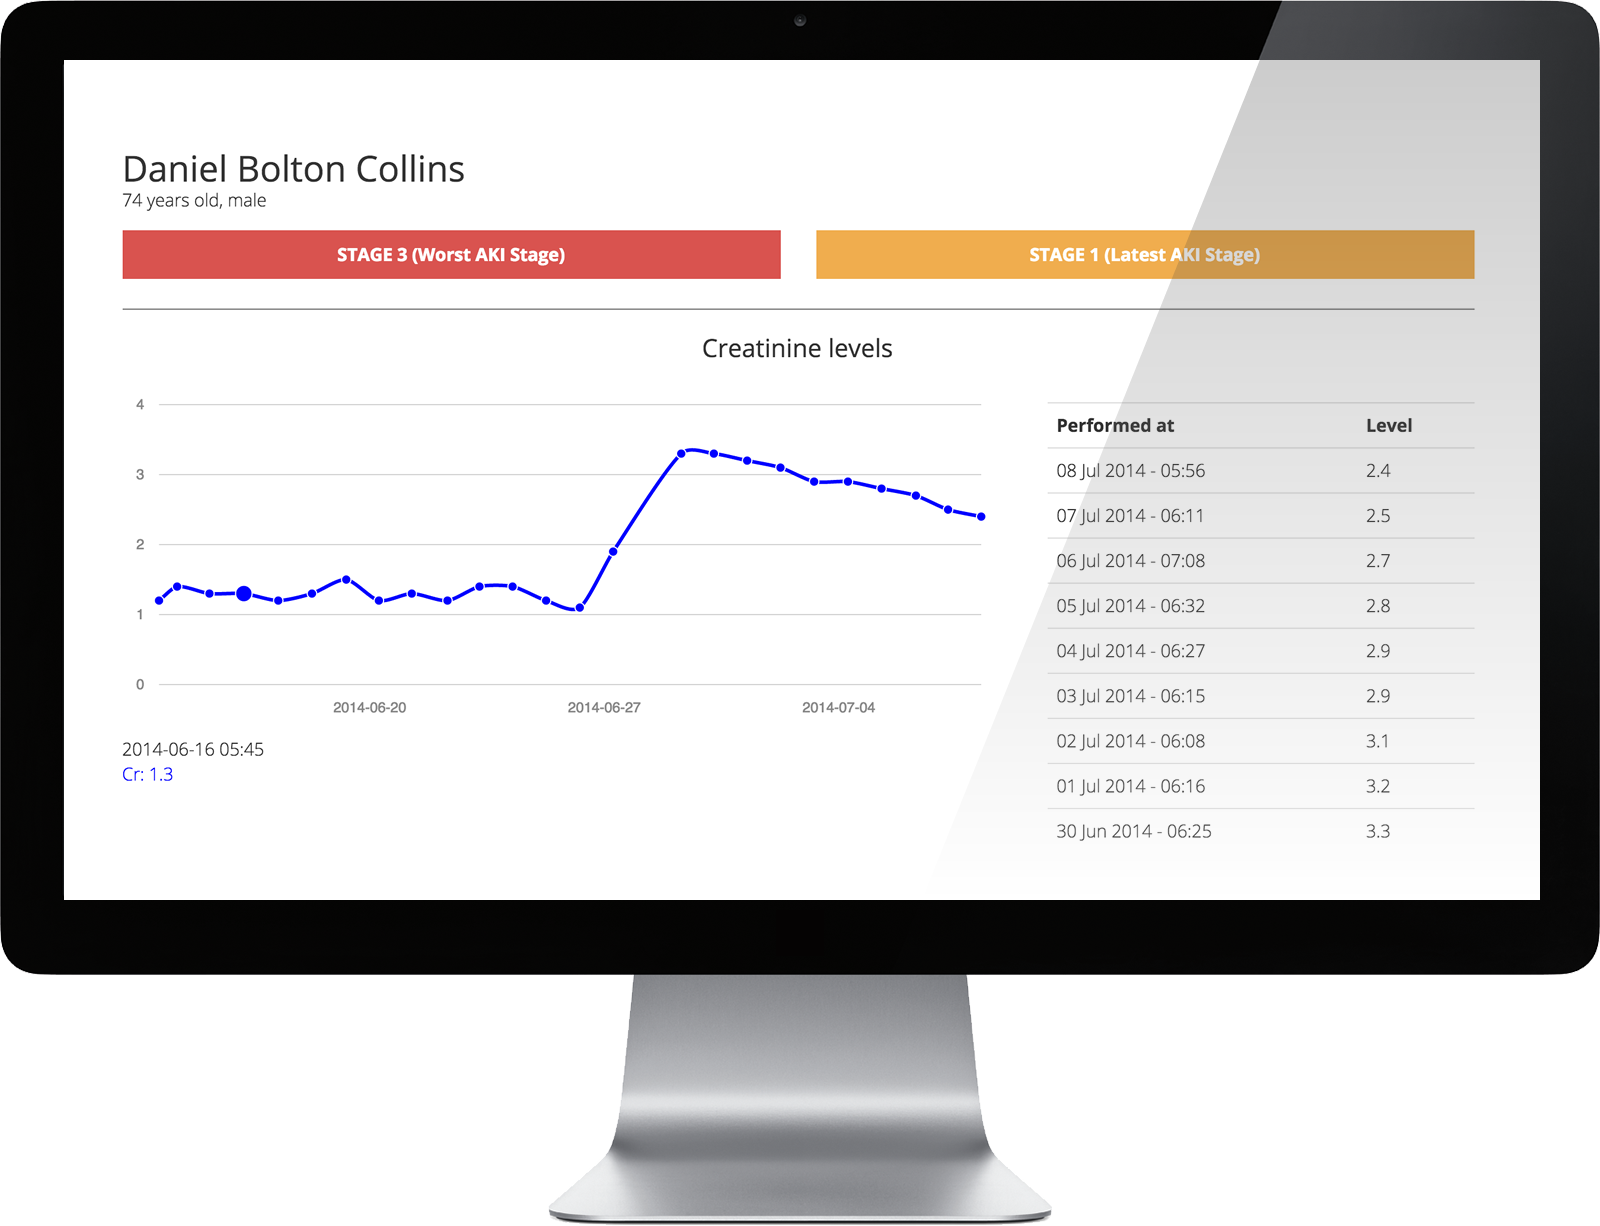 Daniel Bolton Collins
74 years old, male
STAGE 3 (Worst AKI Stage)
STAGE 1 (Latest AKI Stage)
Creatinine levels
4
3
2
1
0
2014-06-20 2014-06-27 2014-07-04
2014-06-16 05:45
Cr: 1.3
Performed at Level
08 Jul 2014 - 05:56 2.4
07 Jul 2014 - 06:11 2.5
06 Jul 2014 - 07:08 2.7
05 Jul 2014 - 06:32 2.8
04 Jul 2014 - 06:27 2.9
03 Jul 2014 - 06:15 2.9
02 Jul 2014 - 06:08 3.1
01 Jul 2014 - 06:16 3.2
30 Jun 2014 - 06:25 3.3